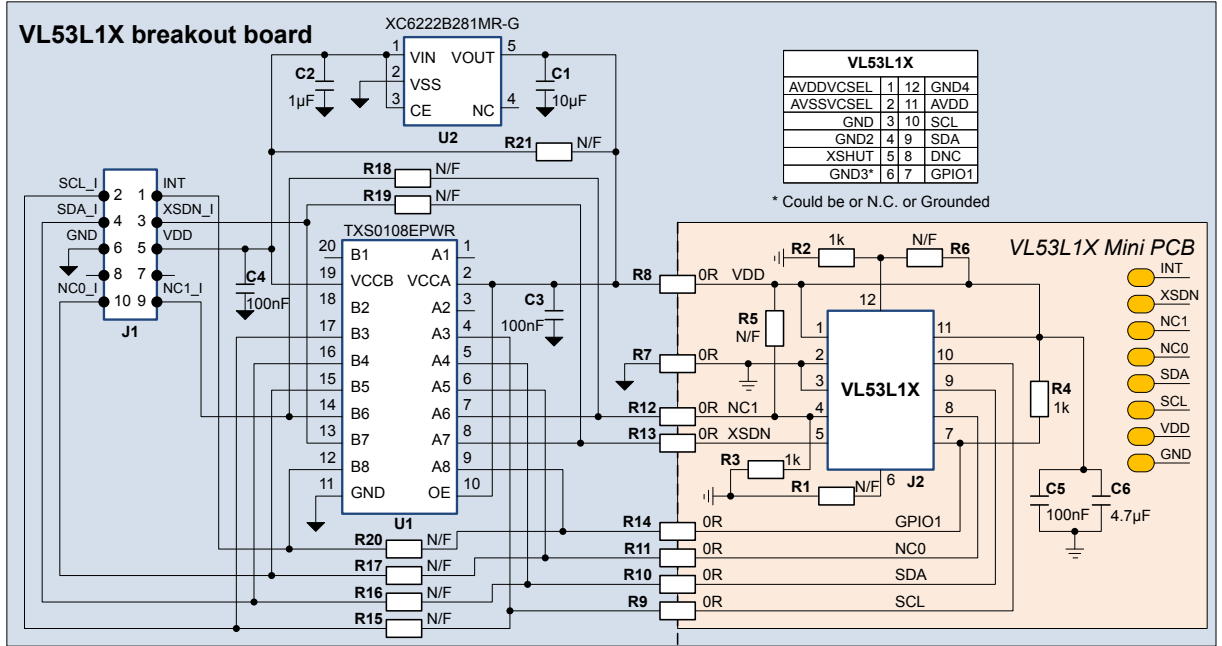 VL53L1X breakout board
XC6222B281MR-G
1 VIN VOUT 5
2 VSS
3 CE NC 4
U2
C2
1µF
C1
10µF
R21 N/F
R18 N/F
R19 N/F
VL53L1X
AVDDVCSEL 1 12 GND4
AVSSVCSEL 2 11 AVDD
GND 3 10 SCL
GND2 4 9 SDA
XSHUT 5 8 DNC
GND3* 6 7 GPIO1
* Could be or N.C. or Grounded
SCL_I 2 1 INT
SDA_I 4 3 XSDN_I
GND 6 5 VDD
8 7
NC0_I 10 9 NC1_I
J1
C4
100nF
TXS0108EPWR
20 B1 A1 1
19 VCCB VCCA 2
18 B2 A2 3
17 B3 A3 4
16 B4 A4 5
15 B5 A5 6
14 B6 A6 7
13 B7 A7 8
12 B8 A8 9
11 GND OE 10
U1
C3
100nF
R20 N/F
R17 N/F
R16 N/F
R15 N/F
VL53L1X Mini PCB
R8 0R VDD
R7 0R
R12 0R NC1
R13 0R XSDN
R14 0R GPIO1
R11 0R NC0
R10 0R SDA
R9 0R SCL
R2 1k
N/F R6
R5
N/F
R3 1k
R1 N/F
R4
1k
12
1 11
2 10
3 9
4 8
5 7
6
VL53L1X
J2
C5
100nF
C6
4.7µF
INT
XSDN
NC1
NC0
SDA
SCL
VDD
GND